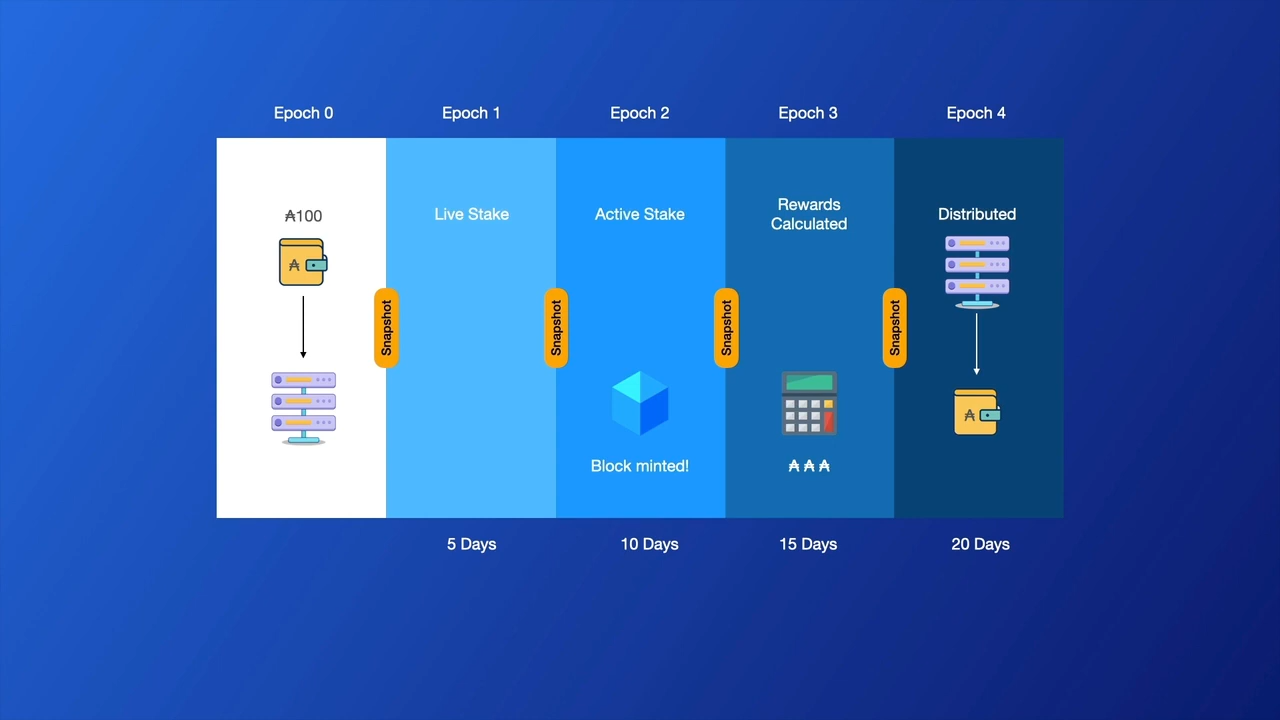 Epoch 0
Epoch 1
Epoch 2
Epoch 3
Epoch 4
₳100
Live Stake
Active Stake
Rewards
Calculated
Distributed
₳
Snapshot
Snapshot
Snapshot
Snapshot
₳
Block minted!
₳ ₳ ₳
5 Days
10 Days
15 Days
20 Days